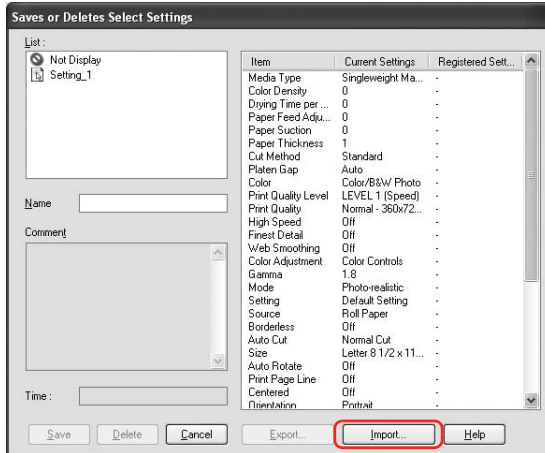 Saves or Deletes Select Settings
List :
Not Display
Setting_1
Name
Comment
Time :
Item Current Settings Registered Sett...
Media Type Singleweight Ma... -
Color Density 0 -
Drying Time per ... 0 -
Paper Feed Adju... 0 -
Paper Suction 0 -
Paper Thickness 1 -
Cut Method Standard -
Platen Gap Auto -
Color Color/B&W Photo -
Print Quality Level LEVEL 1 (Speed) -
Print Quality Normal - 360x72... -
High Speed Off -
Finest Detail Off -
Web Smoothing Off -
Color Adjustment Color Controls -
Gamma 1.8 -
Mode Photo-realistic -
Setting Default Setting -
Source Roll Paper -
Borderless Off -
Auto Cut Normal Cut -
Size Letter 8 1/2 x 11... -
Auto Rotate Off -
Print Page Line Off -
Centered Off -
Orientation Portrait -
Save Delete Cancel Export... Import... Help